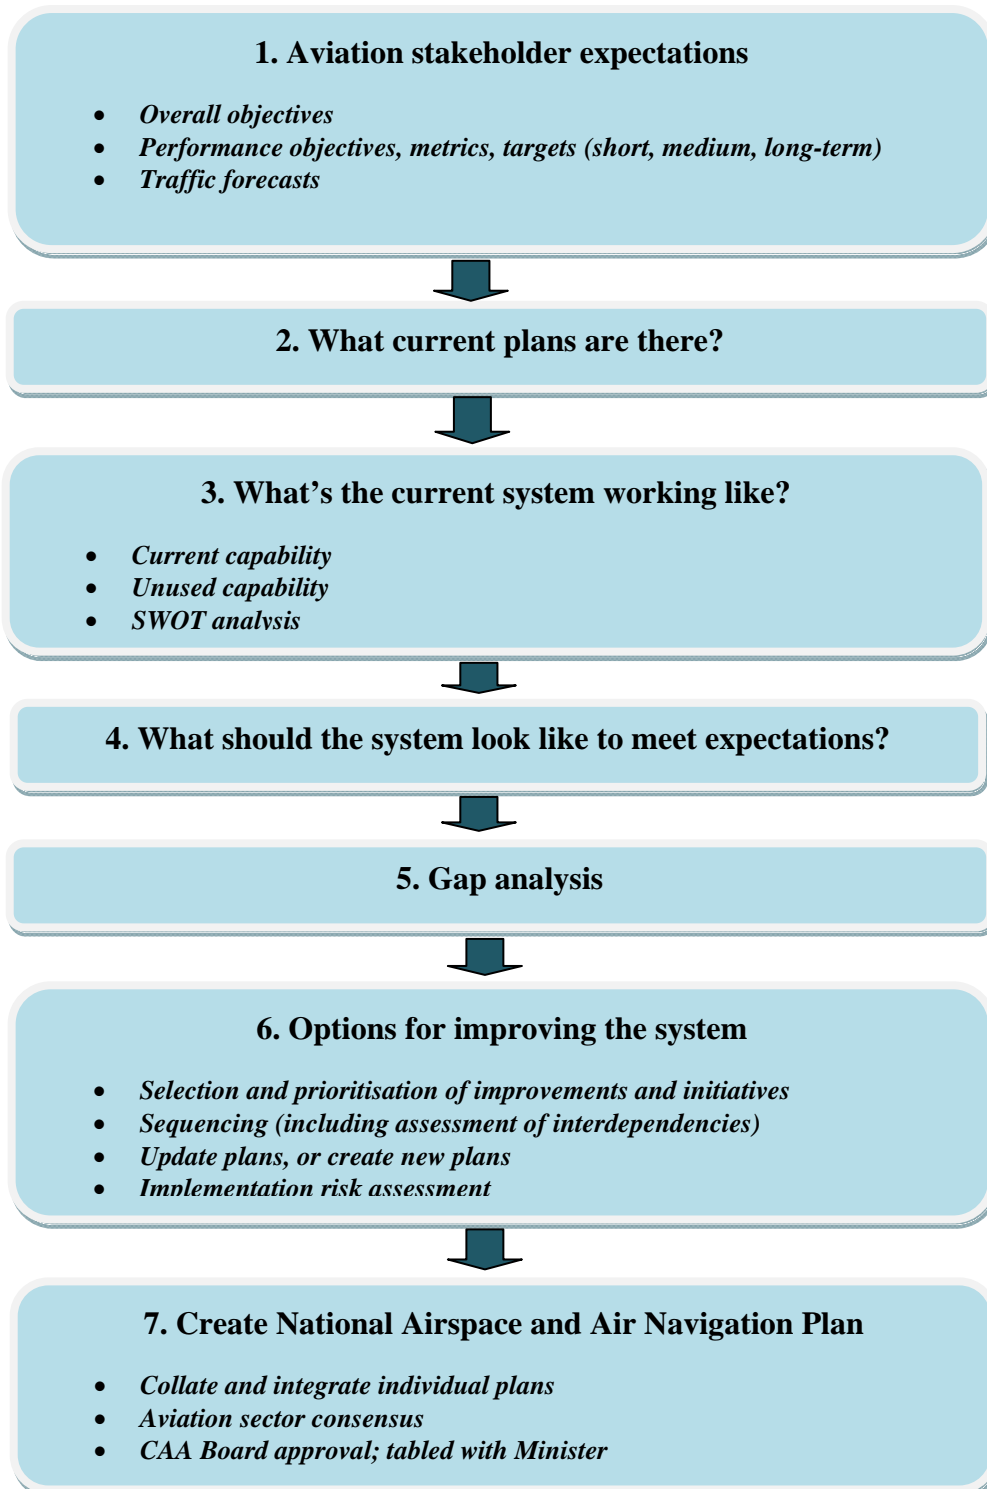 1. Aviation stakeholder expectations
• Overall objectives
• Performance objectives, metrics, targets (short, medium, long-term)
• Traffic forecasts
2. What current plans are there?
3. What’s the current system working like?
• Current capability
• Unused capability
• SWOT analysis
4. What should the system look like to meet expectations?
5. Gap analysis
6. Options for improving the system
• Selection and prioritisation of improvements and initiatives
• Sequencing (including assessment of interdependencies)
• Update plans, or create new plans
• Implementation risk assessment
7. Create National Airspace and Air Navigation Plan
• Collate and integrate individual plans
• Aviation sector consensus
• CAA Board approval; tabled with Minister